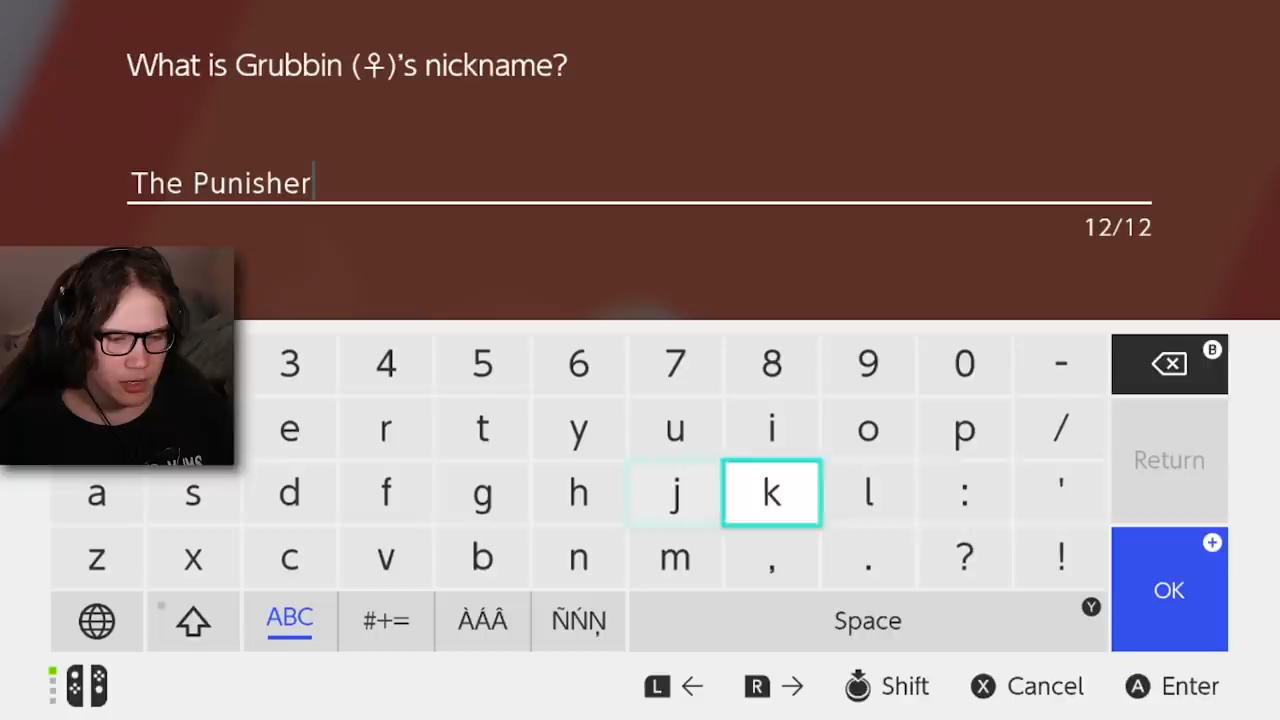 What is Grubbin (♀)'s nickname?
The Punisher
12/12
3 4 5 6 7 8 9 0 - B
e r t y u i o p / Return
a s d f g h j k l : '
z x c v b n m , . ? ! + OK
ABC #+= ÀÁÂ ÑŃŅ Space Y
L ← R → Shift X Cancel A Enter